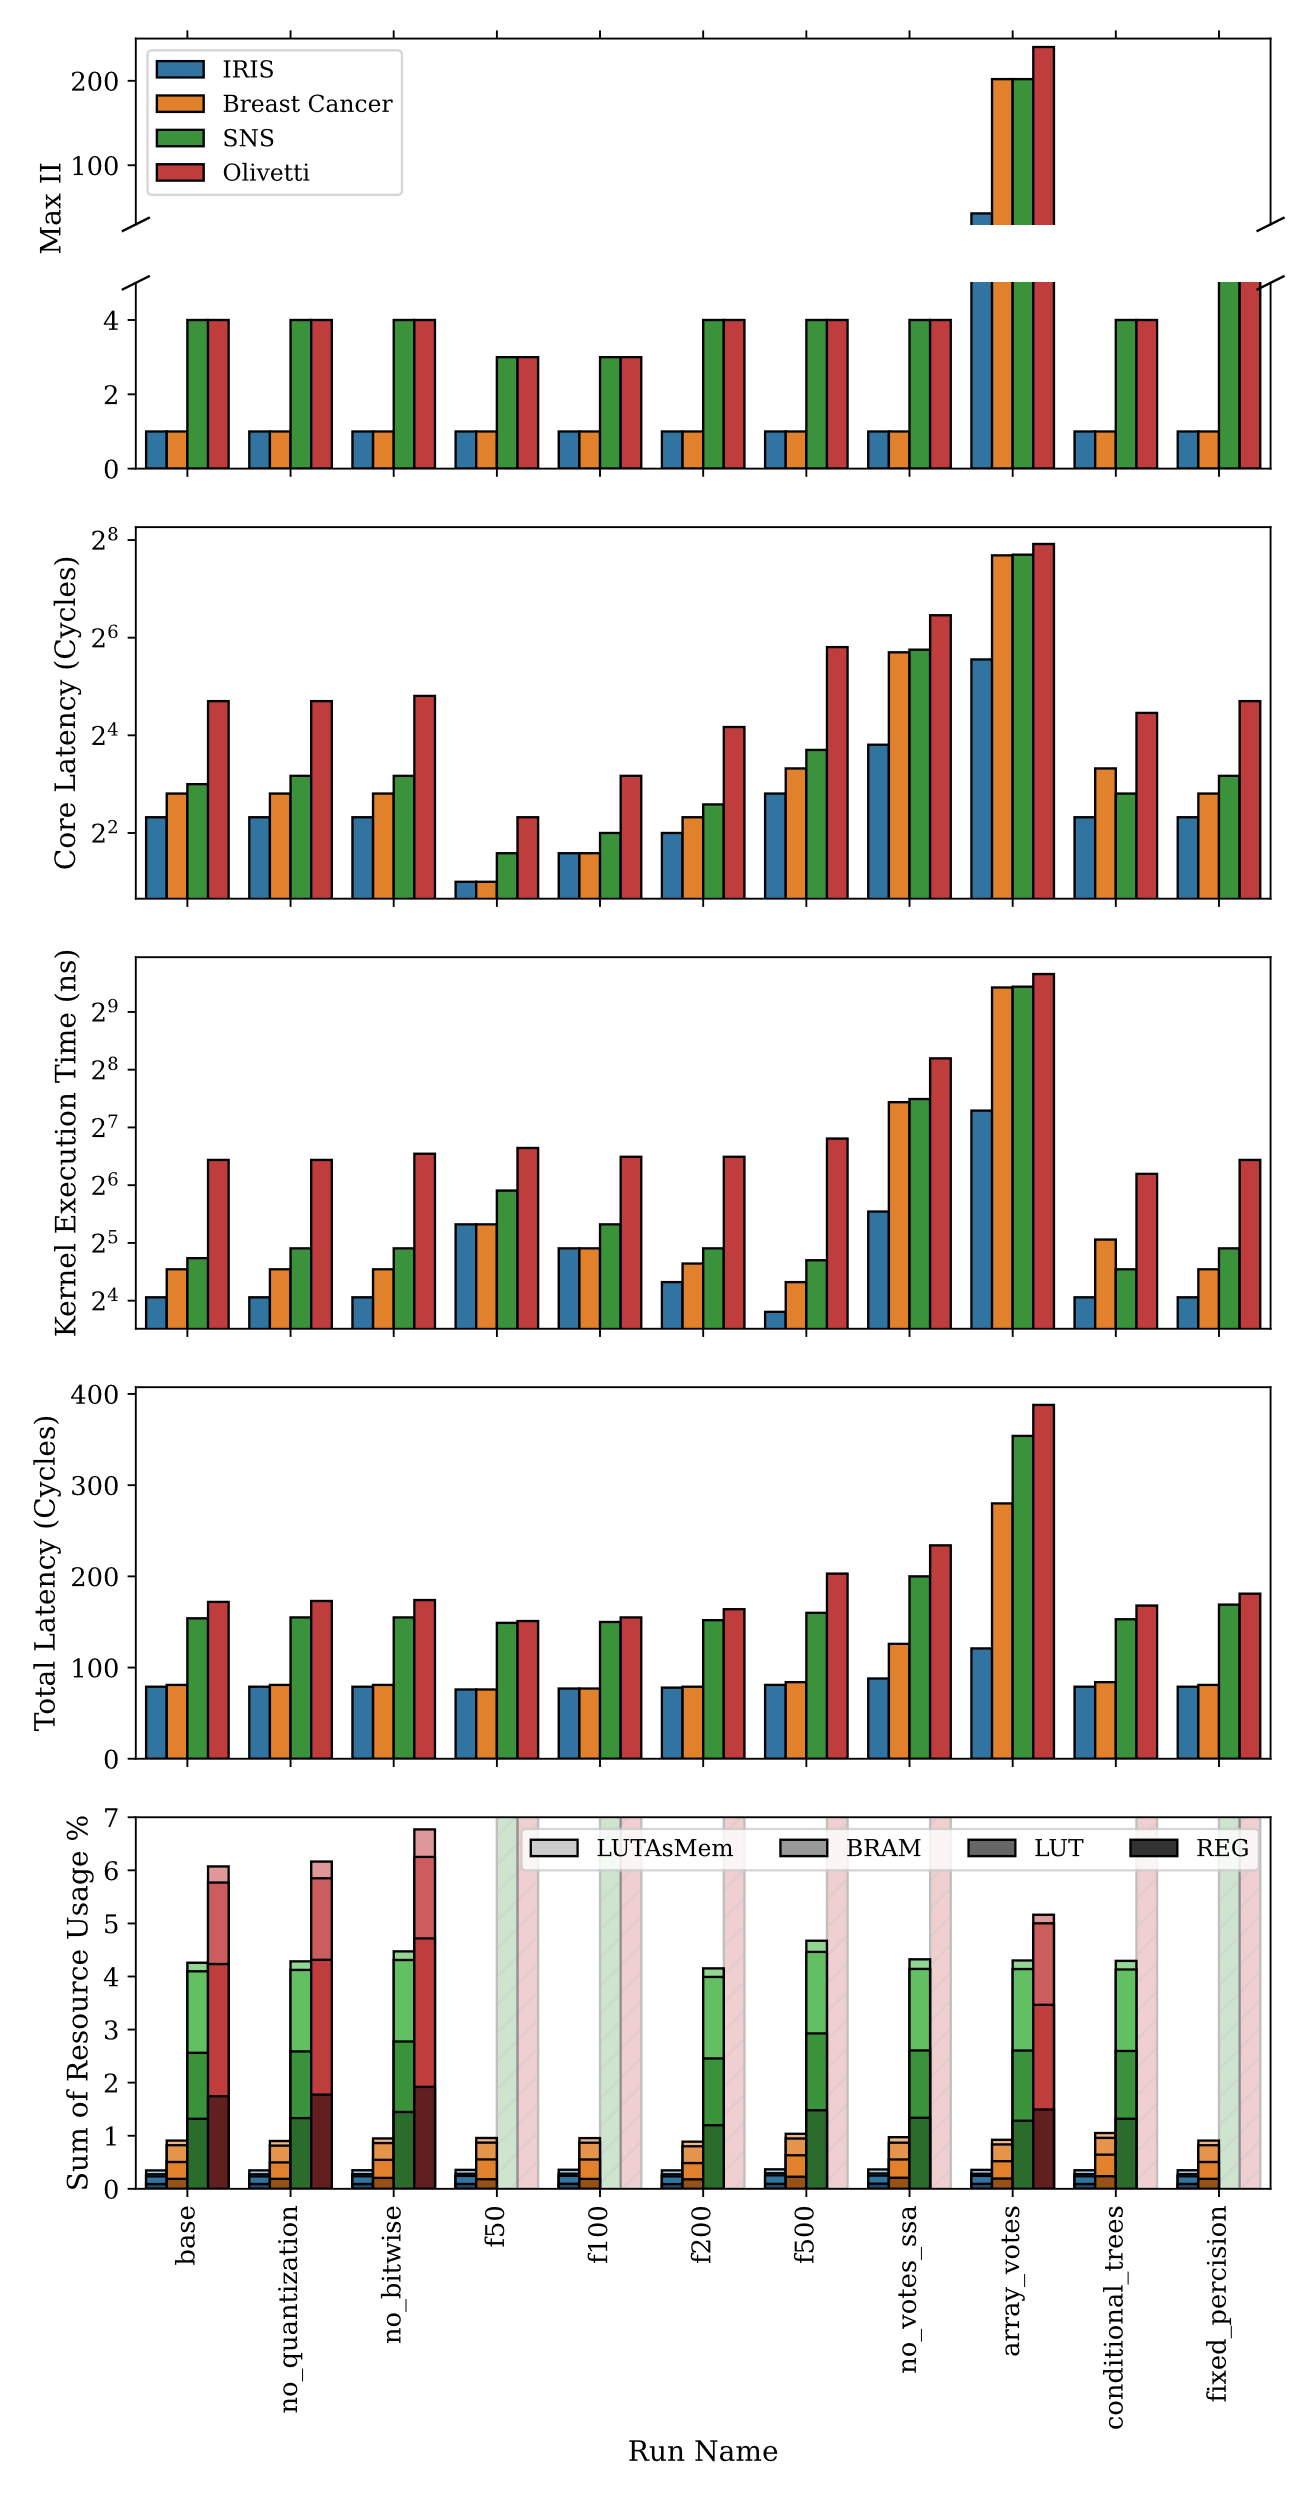 Max II
200
100
IRIS
Breast Cancer
SNS
Olivetti
4
2
0
Core Latency (Cycles)
2⁸
2⁶
2⁴
2²
Kernel Execution Time (ns)
2⁹
2⁸
2⁷
2⁶
2⁵
2⁴
Total Latency (Cycles)
400
300
200
100
0
Sum of Resource Usage %
7
6
5
4
3
2
1
0
LUTAsMem BRAM LUT REG
base
no_quantization
no_bitwise
f50
f100
f200
f500
no_votes_ssa
array_votes
conditional_trees
fixed_percision
Run Name